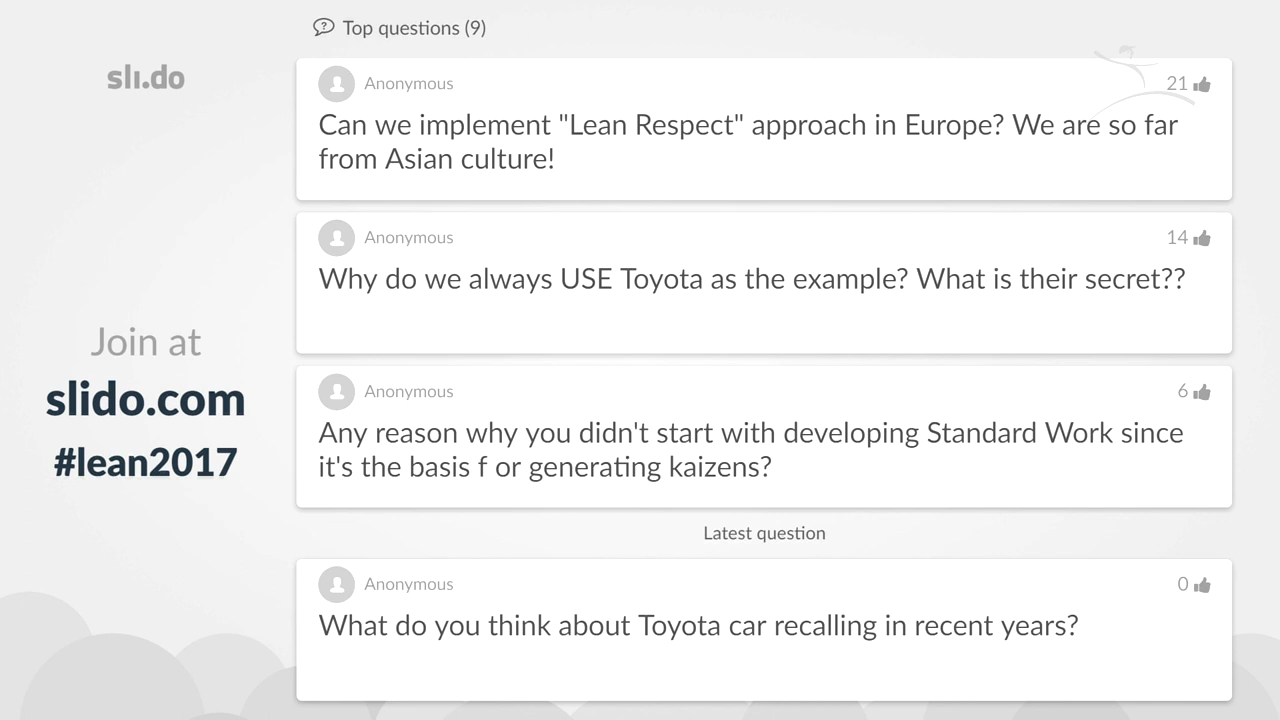 Top questions (9)
sli.do
Anonymous
21
Can we implement "Lean Respect" approach in Europe? We are so far
from Asian culture!
Anonymous
14
Why do we always USE Toyota as the example? What is their secret??
Join at
slido.com
#lean2017
Anonymous
6
Any reason why you didn't start with developing Standard Work since
it's the basis f or generating kaizens?
Latest question
Anonymous
0
What do you think about Toyota car recalling in recent years?